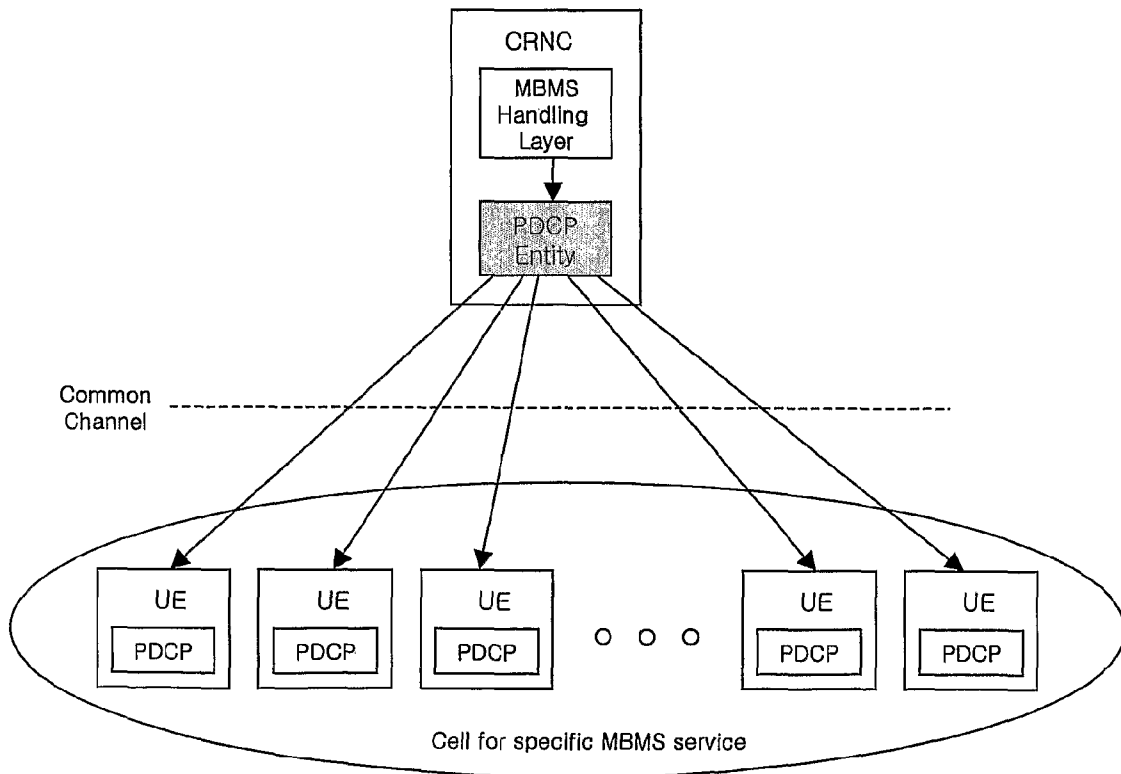 CRNC
MBMS
Handling
Layer
PDCP
Entity
Common
Channel
UE
UE
UE
UE
UE
PDCP
PDCP
PDCP
PDCP
PDCP
Cell for specific MBMS service